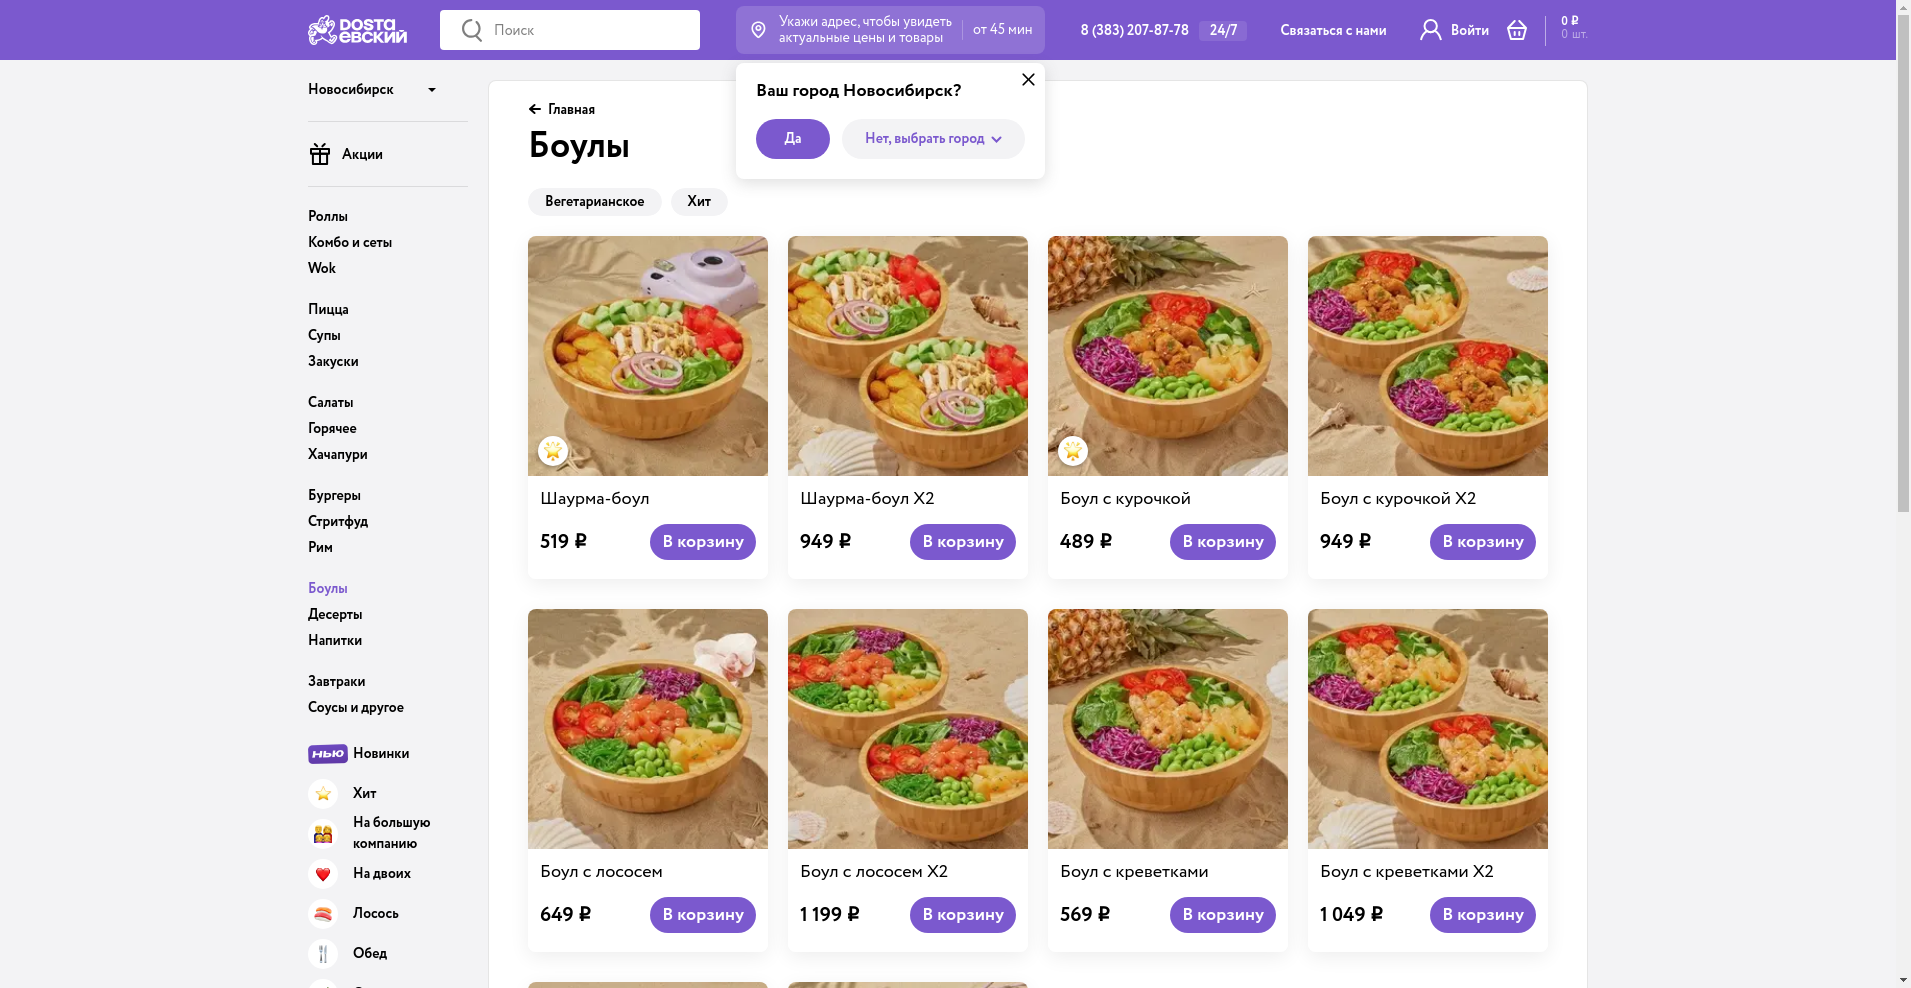 DOSTAЕВСКИЙ
Поиск
Укажи адрес, чтобы увидеть
актуальные цены и товары
от 45 мин
8 (383) 207-87-78
24/7
Связаться с нами
Войти
0 ₽
0 шт.
Новосибирск
Акции
Роллы
Комбо и сеты
Wok
Пицца
Супы
Закуски
Салаты
Горячее
Хачапури
Бургеры
Стритфуд
Рим
Боулы
Десерты
Напитки
Завтраки
Соусы и другое
НЬЮ Новинки
Хит
На большую
компанию
На двоих
Лосось
Обед
Ваш город Новосибирск?
Да
Нет, выбрать город
Главная
Боулы
Вегетарианское
Хит
Шаурма-боул
519 ₽
В корзину
Шаурма-боул X2
949 ₽
В корзину
Боул с курочкой
489 ₽
В корзину
Боул с курочкой X2
949 ₽
В корзину
Боул с лососем
649 ₽
В корзину
Боул с лососем X2
1 199 ₽
В корзину
Боул с креветками
569 ₽
В корзину
Боул с креветками X2
1 049 ₽
В корзину